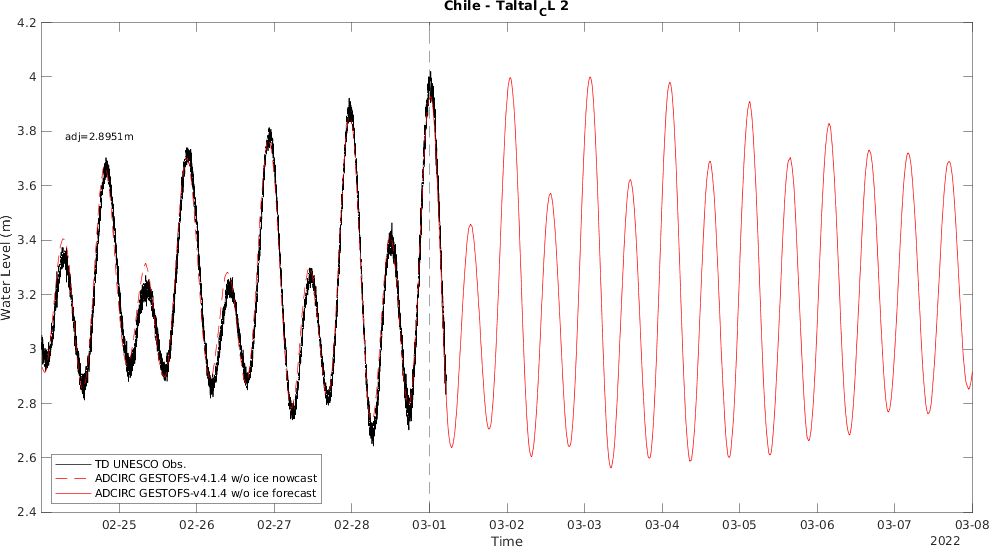 Chile - Taltal_CL 2
4.2
4
3.8
3.6
3.4
3.2
3
2.8
2.6
2.4
Water Level (m)
adj=2.8951m
TD UNESCO Obs.
ADCIRC GESTOFS-v4.1.4 w/o ice nowcast
ADCIRC GESTOFS-v4.1.4 w/o ice forecast
02-25 02-26 02-27 02-28 03-01 03-02 03-03 03-04 03-05 03-06 03-07 03-08
Time
2022